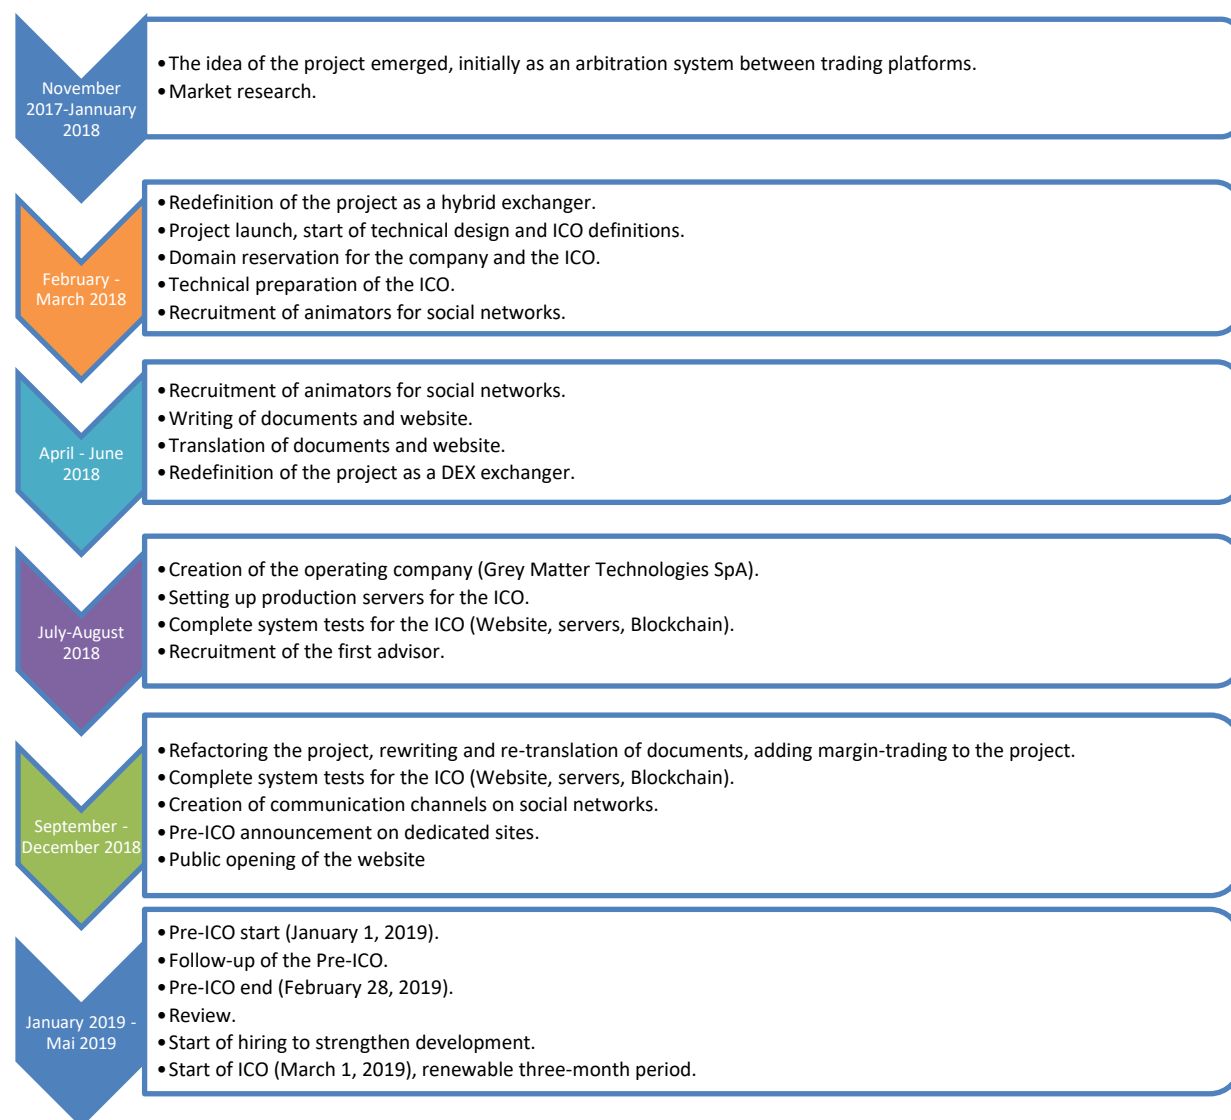 November
2017-Jannuary
2018
•The idea of the project emerged, initially as an arbitration system between trading platforms.
•Market research.
February -
March 2018
•Redefinition of the project as a hybrid exchanger.
•Project launch, start of technical design and ICO definitions.
•Domain reservation for the company and the ICO.
•Technical preparation of the ICO.
•Recruitment of animators for social networks.
April - June
2018
•Recruitment of animators for social networks.
•Writing of documents and website.
•Translation of documents and website.
•Redefinition of the project as a DEX exchanger.
July-August
2018
•Creation of the operating company (Grey Matter Technologies SpA).
•Setting up production servers for the ICO.
•Complete system tests for the ICO (Website, servers, Blockchain).
•Recruitment of the first advisor.
September -
December 2018
•Refactoring the project, rewriting and re-translation of documents, adding margin-trading to the project.
•Complete system tests for the ICO (Website, servers, Blockchain).
•Creation of communication channels on social networks.
•Pre-ICO announcement on dedicated sites.
•Public opening of the website
January 2019 -
Mai 2019
•Pre-ICO start (January 1, 2019).
•Follow-up of the Pre-ICO.
•Pre-ICO end (February 28, 2019).
•Review.
•Start of hiring to strengthen development.
•Start of ICO (March 1, 2019), renewable three-month period.